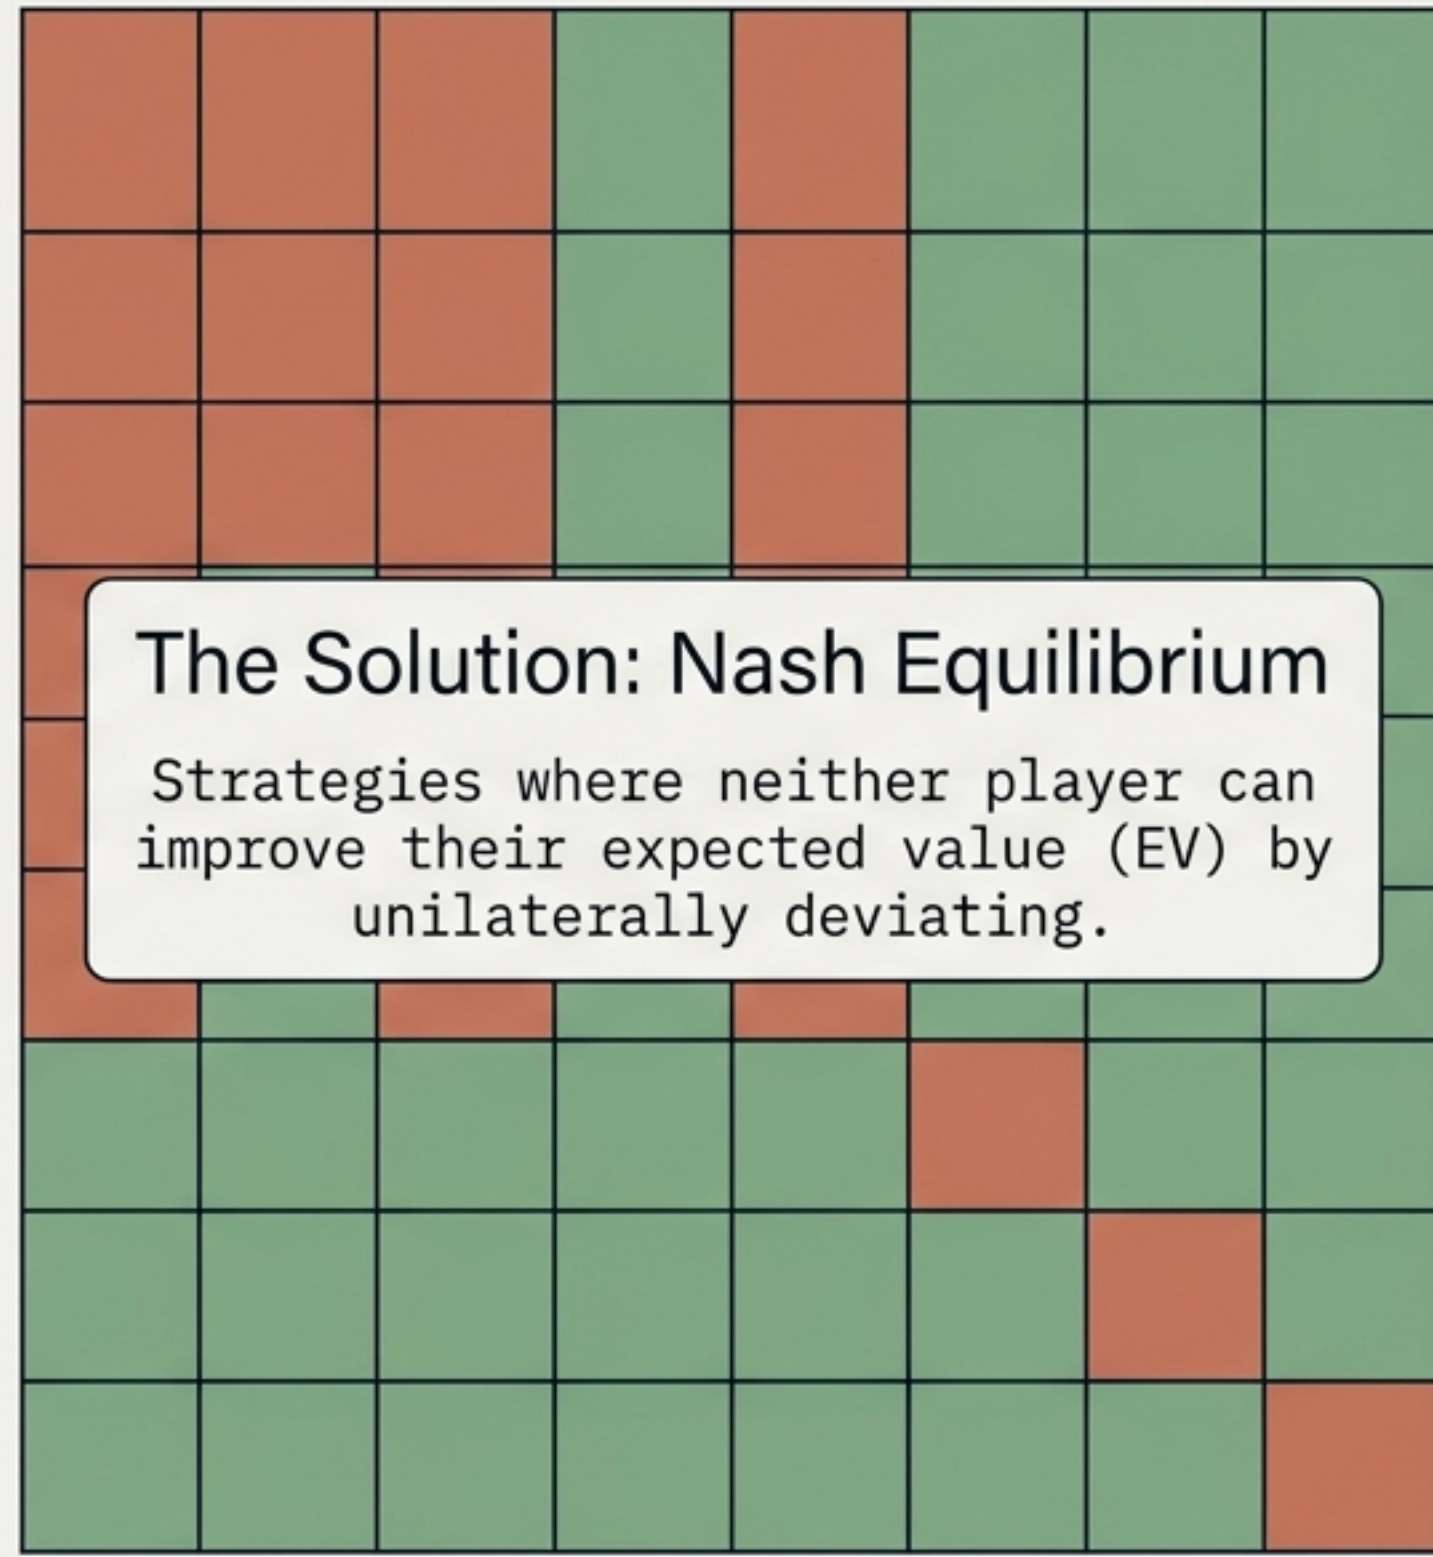 The Solution: Nash Equilibrium
Strategies where neither player can
improve their expected value (EV) by
unilaterally deviating.